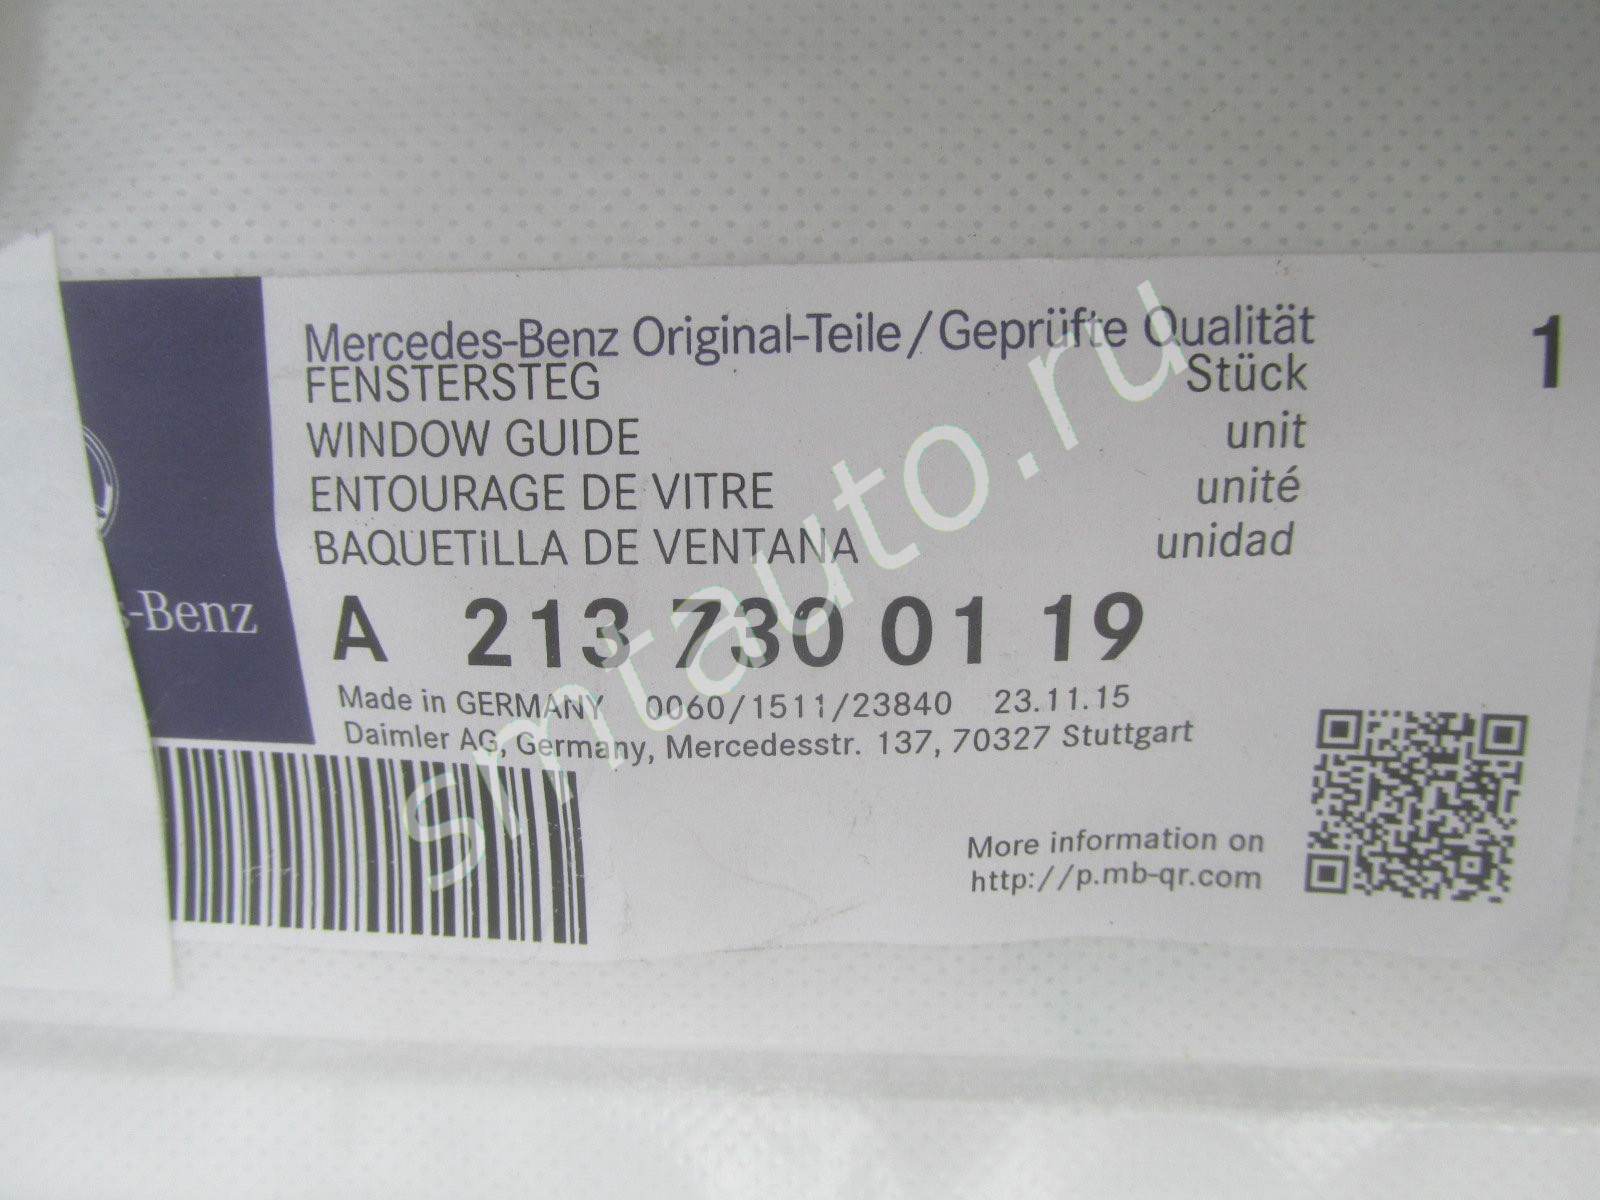 Mercedes-Benz Original-Teile/Geprüfte Qualität
FENSTERSTEG Stück 1
WINDOW GUIDE unit
ENTOURAGE DE VITRE unité
BAQUETiLLA DE VENTANA unidad
-Benz
A 213 730 01 19
Made in GERMANY 0060/1511/23840 23.11.15
Daimler AG, Germany, Mercedesstr. 137, 70327 Stuttgart
More information on
http://p.mb-qr.com
smtauto.ru